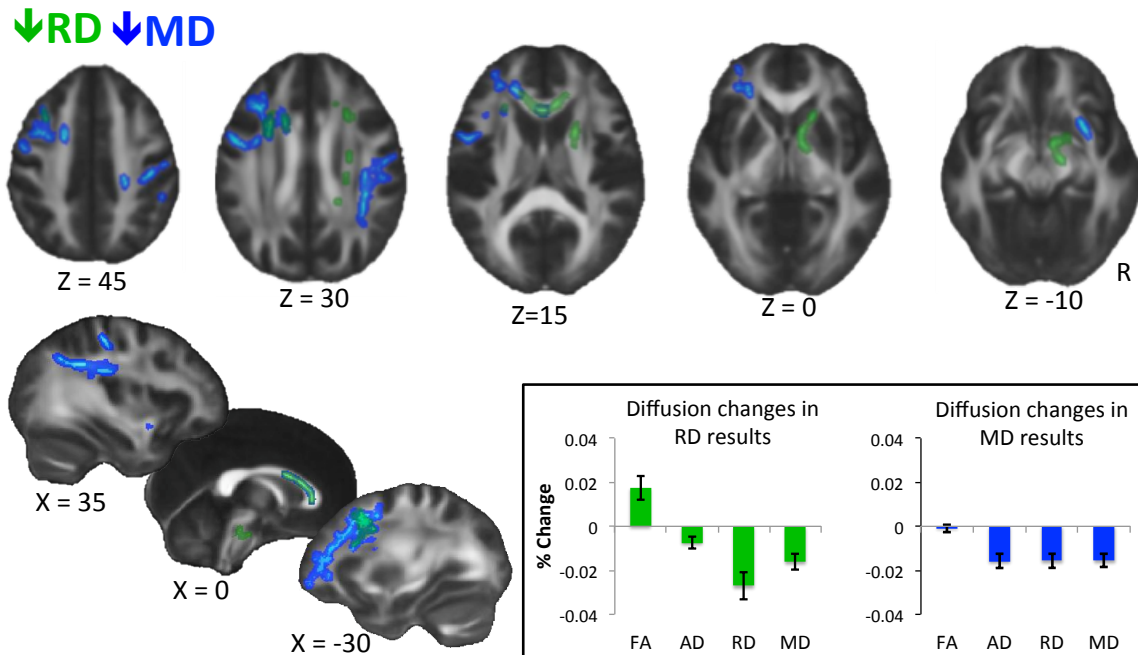 ↓RD ↓MD
Z = 45
Z = 30
Z=15
Z = 0
Z = -10
R
X = 35
X = 0
X = -30
Diffusion changes in
RD results
% Change
0.04
0.02
0
-0.02
-0.04
FA AD RD MD
Diffusion changes in
MD results
0.04
0.02
0
-0.02
-0.04
FA AD RD MD